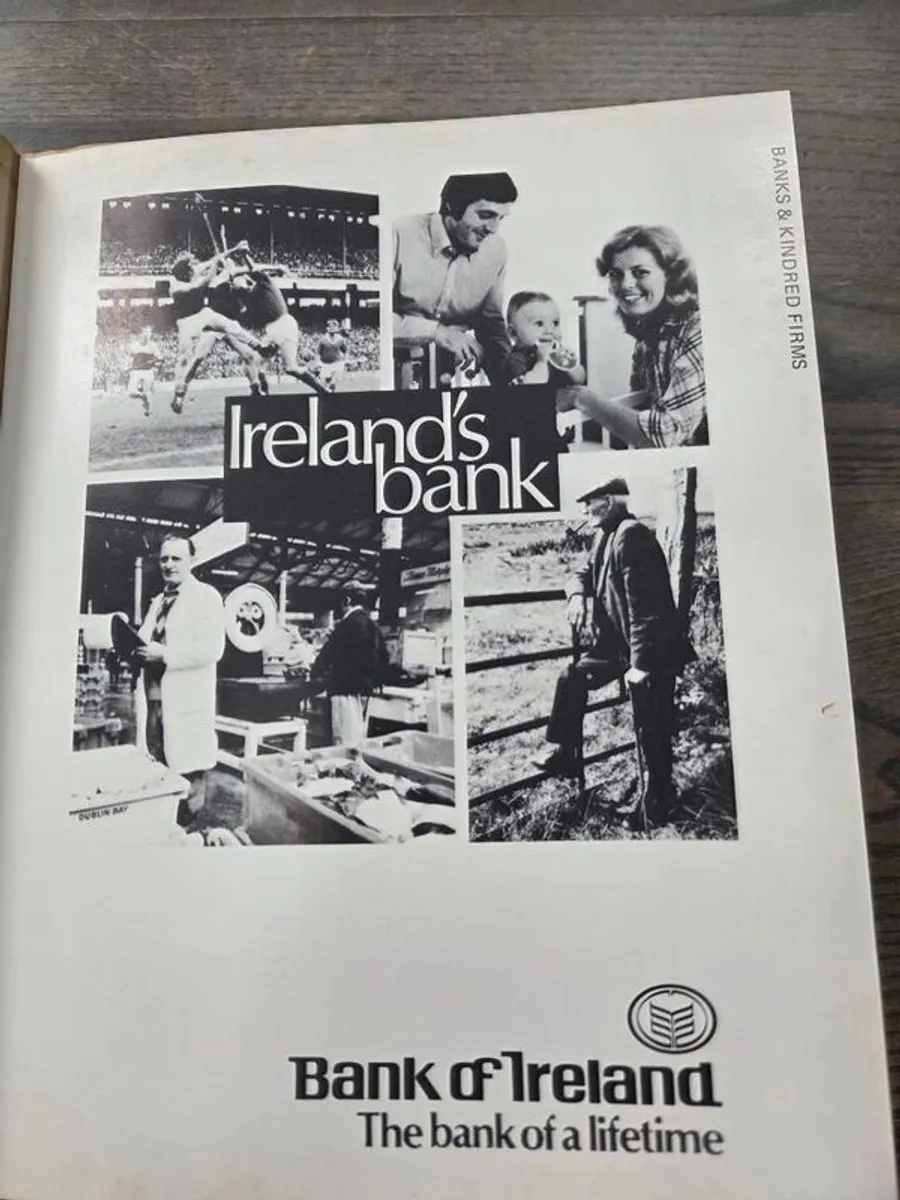 BANKS & KINDRED FIRMS
Ireland's
bank
DUBLIN BAY
Bank of Ireland
The bank of a lifetime